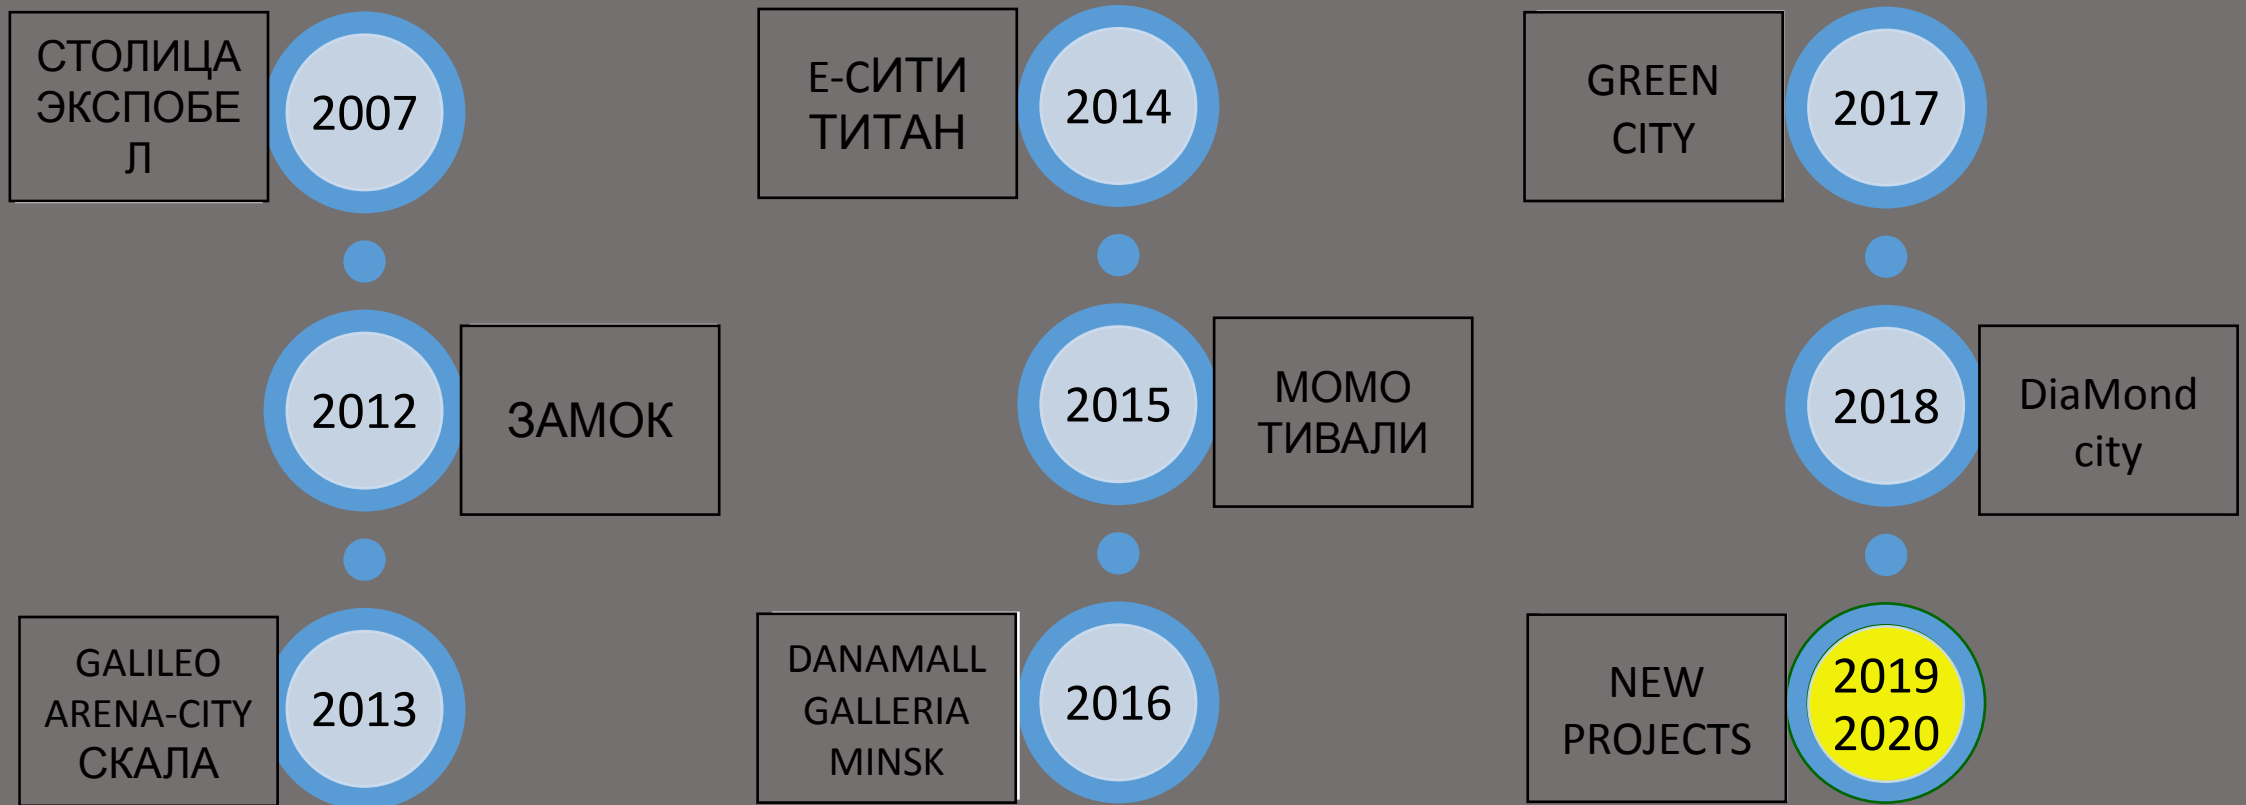 СТОЛИЦА
ЭКСПОБЕ
Л
2007
ЗАМОК
2012
GALILEO
ARENA-CITY
СКАЛА
2013
Е-СИТИ
ТИТАН
2014
МОМО
ТИВАЛИ
2015
DANAMALL
GALLERIA
MINSK
2016
GREEN
CITY
2017
DiaMond
city
2018
NEW
PROJECTS
2019
2020